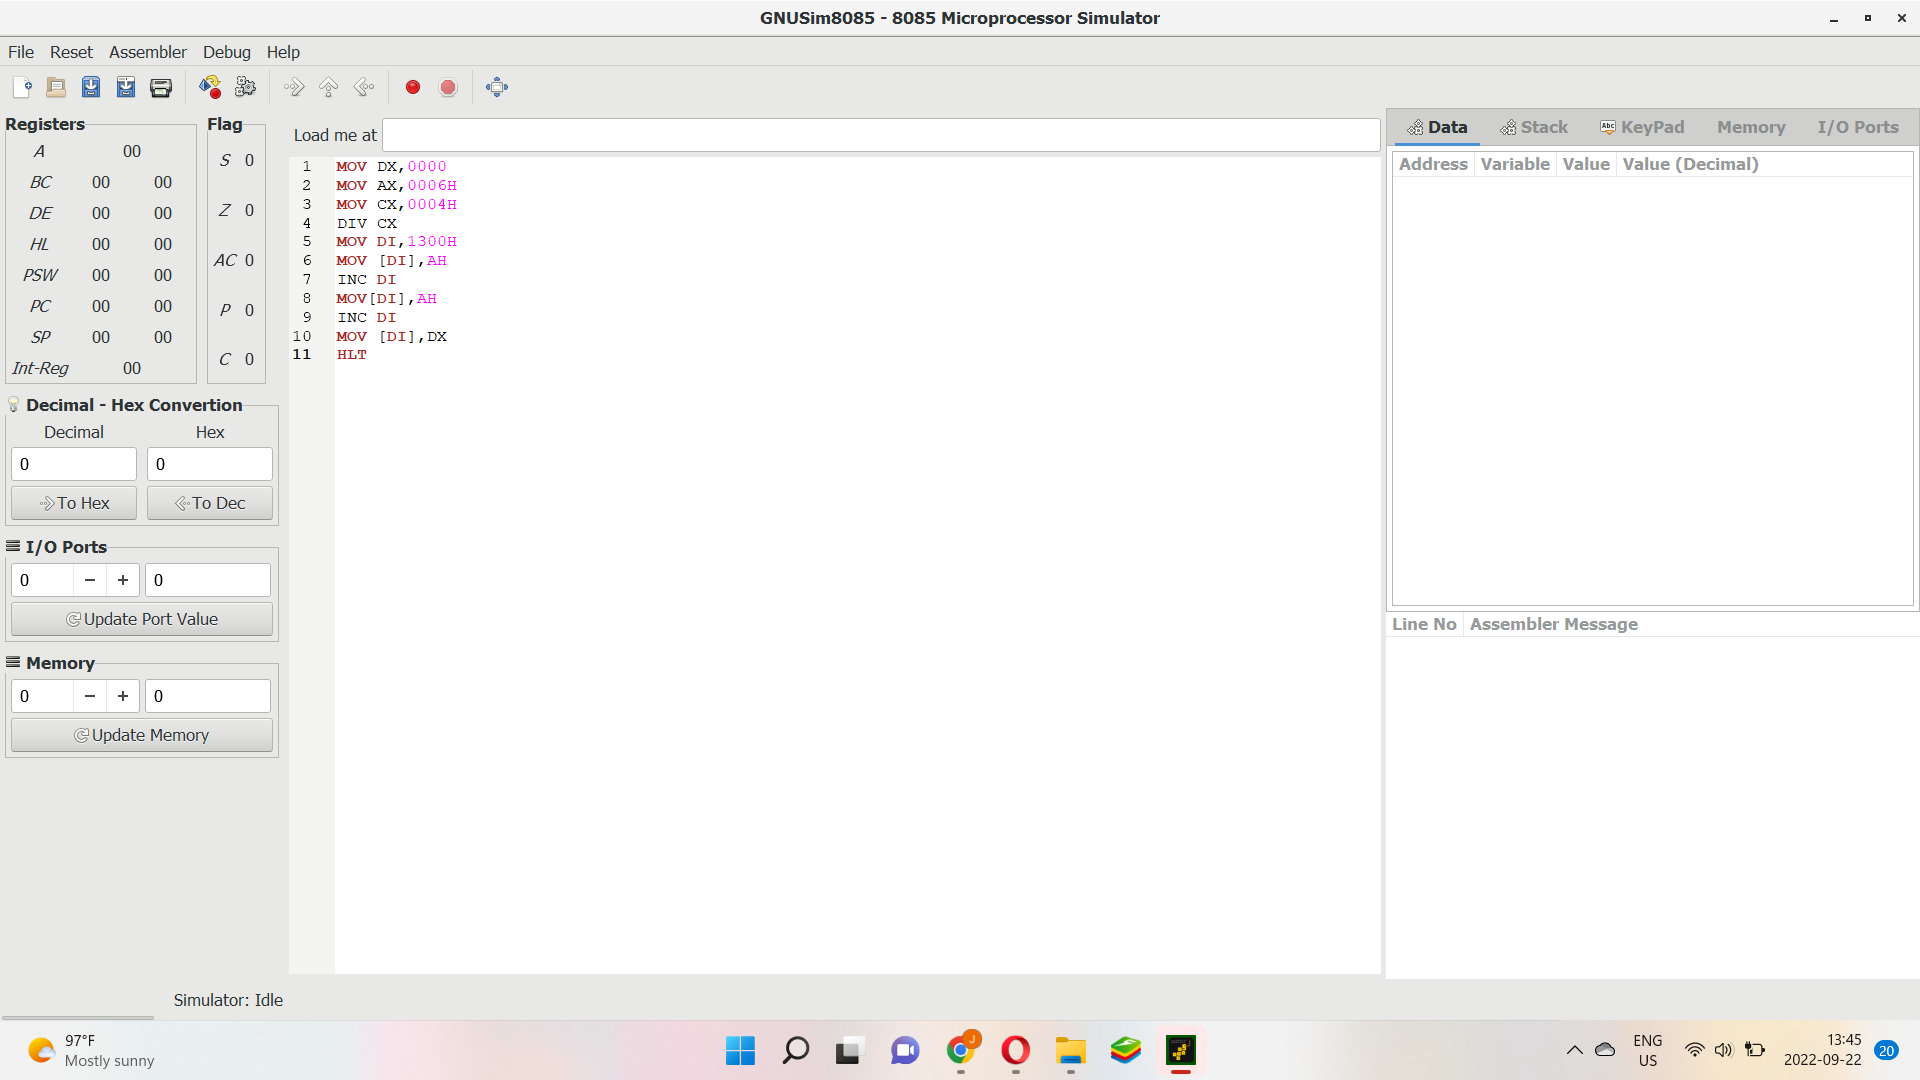 GNUSim8085 - 8085 Microprocessor Simulator
File Reset Assembler Debug Help
Registers
A 00
BC 00 00
DE 00 00
HL 00 00
PSW 00 00
PC 00 00
SP 00 00
Int-Reg 00
Flag
S 0
Z 0
AC 0
P 0
C 0
Decimal - Hex Convertion
Decimal Hex
0 0
To Hex To Dec
I/O Ports
0 − + 0
Update Port Value
Memory
0 − + 0
Update Memory
Load me at
1 MOV DX,0000
2 MOV AX,0006H
3 MOV CX,0004H
4 DIV CX
5 MOV DI,1300H
6 MOV [DI],AH
7 INC DI
8 MOV[DI],AH
9 INC DI
10 MOV [DI],DX
11 HLT
Data Stack Abc KeyPad Memory I/O Ports
Address Variable Value Value (Decimal)
Line No Assembler Message
Simulator: Idle
97°F
Mostly sunny
J
ENG
US
13:45
2022-09-22
20